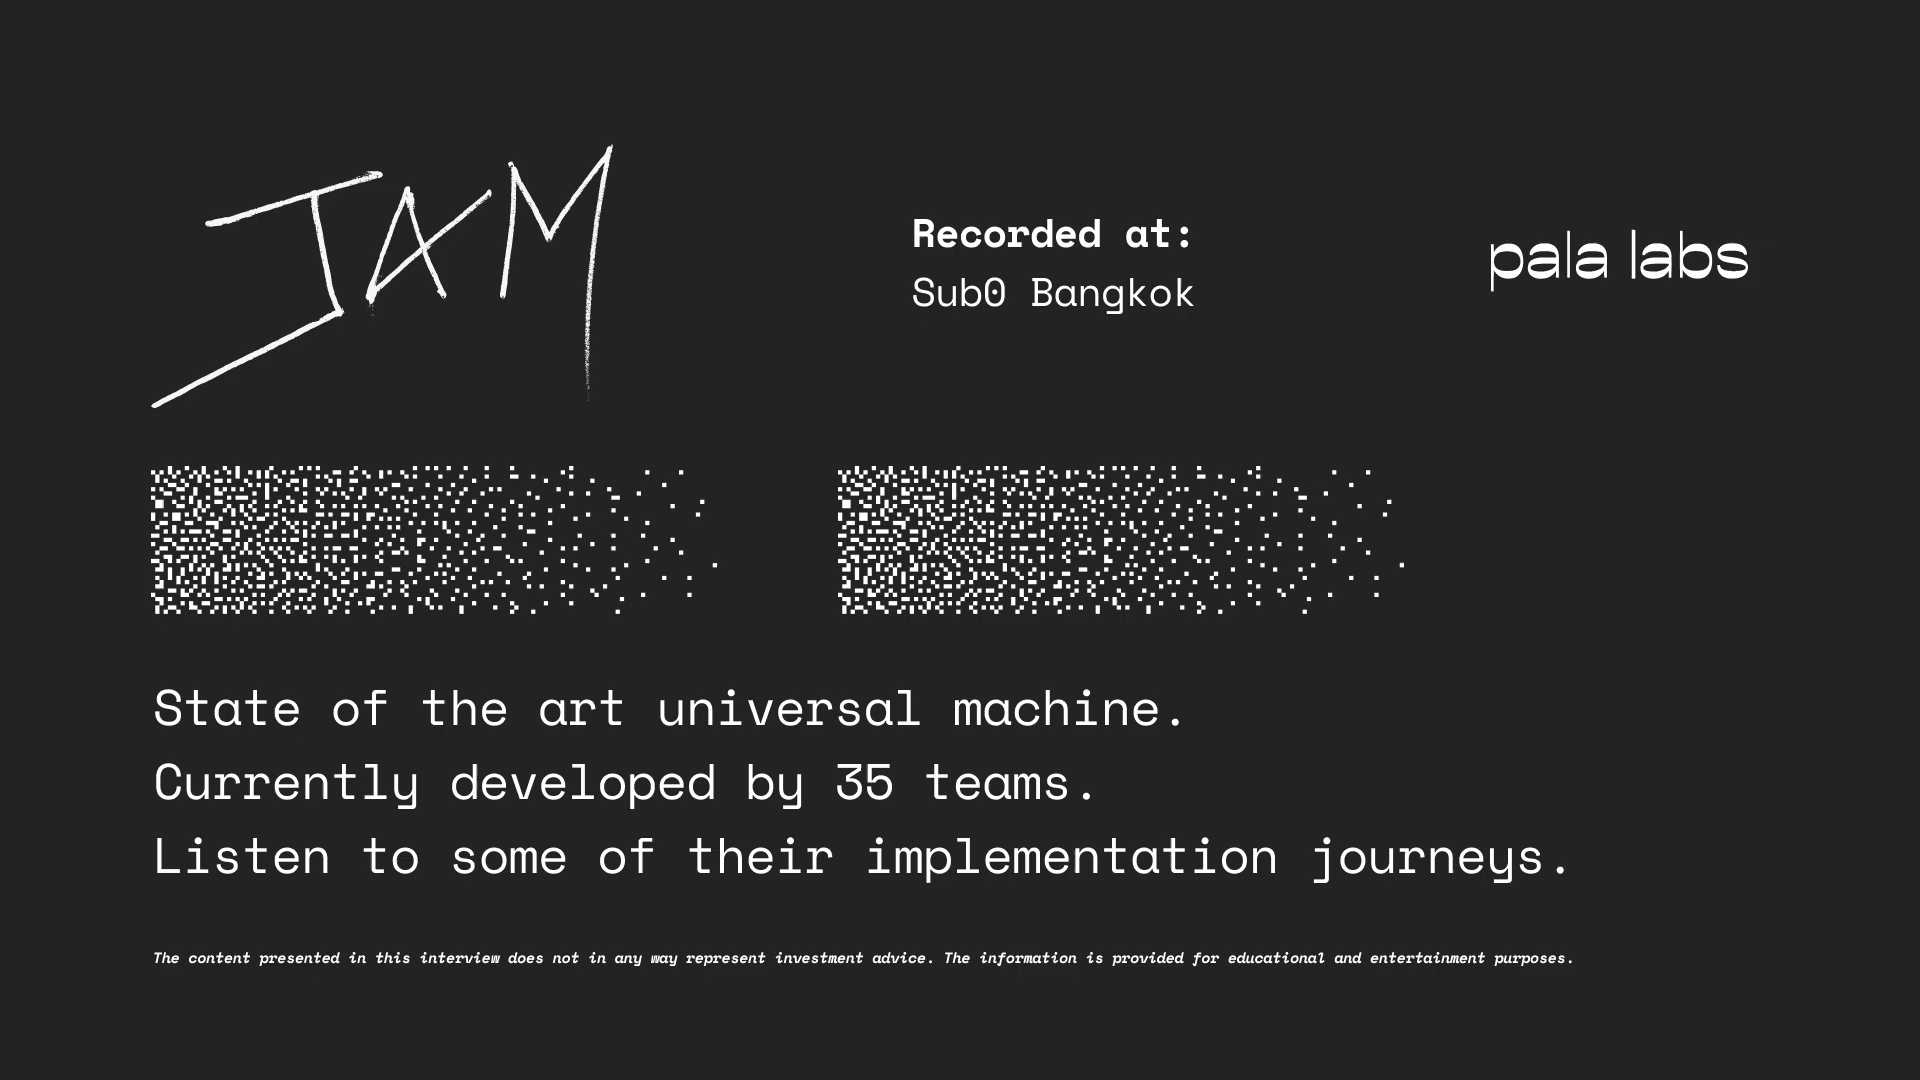 JAM
Recorded at:
Sub0 Bangkok
pala labs
State of the art universal machine.
Currently developed by 35 teams.
Listen to some of their implementation journeys.
The content presented in this interview does not in any way represent investment advice. The information is provided for educational and entertainment purposes.